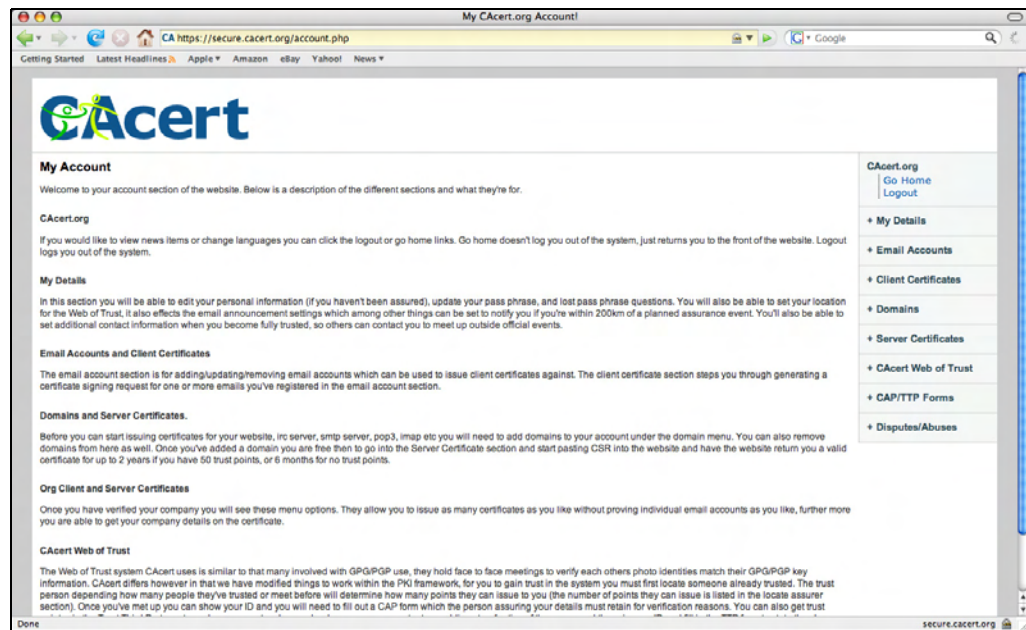 My CAcert.org Account!
CA https://secure.cacert.org/account.php
G Google
Getting Started Latest Headlines Apple Amazon eBay Yahoo! News
CAcert
My Account
Welcome to your account section of the website. Below is a description of the different sections and what they're for.
CAcert.org
If you would like to view news items or change languages you can click the logout or go home links. Go home doesn't log you out of the system, just returns you to the front of the website. Logout
logs you out of the system.
My Details
In this section you will be able to edit your personal information (if you haven't been assured), update your pass phrase, and lost pass phrase questions. You will also be able to set your location
for the Web of Trust, it also effects the email announcement settings which among other things can be set to notify you if you're within 200km of a planned assurance event. You'll also be able to
set additional contact information when you become fully trusted, so others can contact you to meet up outside official events.
Email Accounts and Client Certificates
The email account section is for adding/updating/removing email accounts which can be used to issue client certificates against. The client certificate section steps you through generating a
certificate signing request for one or more emails you've registered in the email account section.
Domains and Server Certificates.
Before you can start issuing certificates for your website, irc server, smtp server, pop3, imap etc you will need to add domains to your account under the domain menu. You can also remove
domains from here as well. Once you've added a domain you are free then to go into the Server Certificate section and start pasting CSR into the website and have the website return you a valid
certificate for up to 2 years if you have 50 trust points, or 6 months for no trust points.
Org Client and Server Certificates
Once you have verified your company you will see these menu options. They allow you to issue as many certificates as you like without proving individual email accounts as you like, further more
you are able to get your company details on the certificate.
CAcert Web of Trust
The Web of Trust system CAcert uses is similar to that many involved with GPG/PGP use, they hold face to face meetings to verify each others photo identities match their GPG/PGP key
information. CAcert differs however in that we have modified things to work within the PKI framework, for you to gain trust in the system you must first locate someone already trusted. The trust
person depending how many people they've trusted or meet before will determine how many points they can issue to you (the number of points they can issue is listed in the locate assurer
section). Once you've met up you can show your ID and you will need to fill out a CAP form which the person assuring your details must retain for verification reasons. You can also get trust
CAcert.org
Go Home
Logout
+ My Details
+ Email Accounts
+ Client Certificates
+ Domains
+ Server Certificates
+ CAcert Web of Trust
+ CAP/TTP Forms
+ Disputes/Abuses
Done
secure.cacert.org